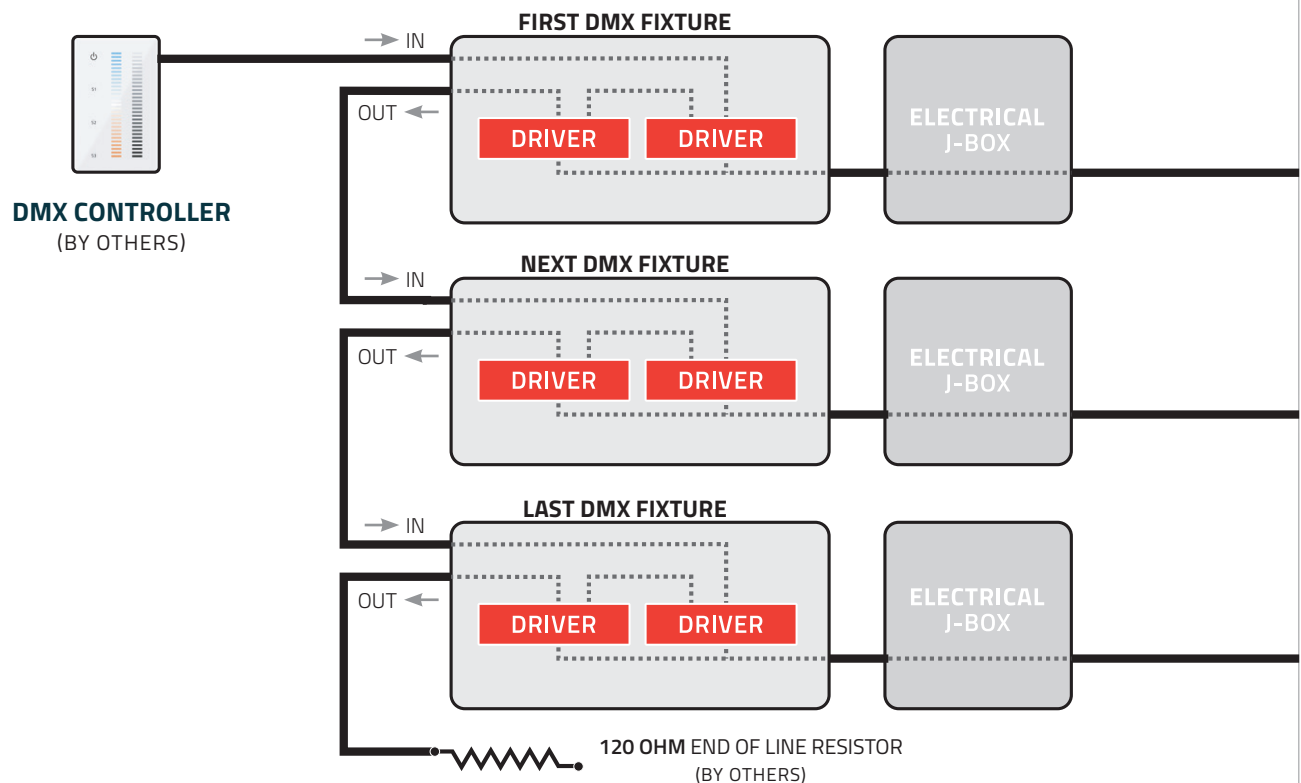 FIRST DMX FIXTURE
IN
OUT
DRIVER
DRIVER
ELECTRICAL
J-BOX
DMX CONTROLLER
(BY OTHERS)
NEXT DMX FIXTURE
IN
OUT
DRIVER
DRIVER
ELECTRICAL
J-BOX
LAST DMX FIXTURE
IN
OUT
DRIVER
DRIVER
ELECTRICAL
J-BOX
120 OHM END OF LINE RESISTOR
(BY OTHERS)